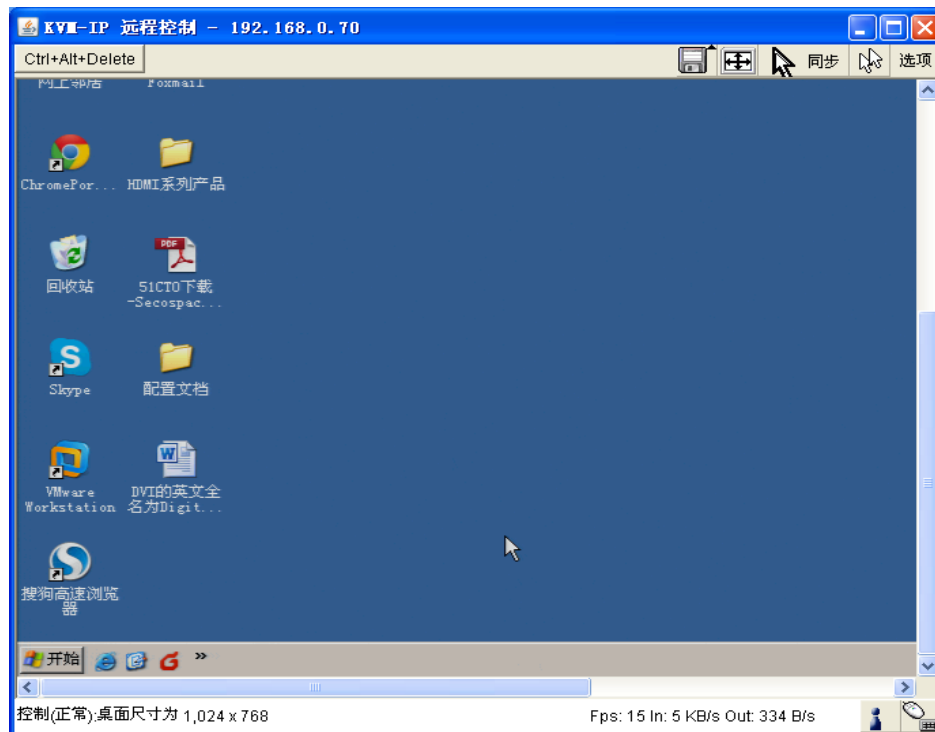 KVM-IP 远程控制 - 192.168.0.70
Ctrl+Alt+Delete
同步
选项
网上邻居
Foxmail
ChromePor...
HDMI系列产品
回收站
51CTO下载
-Secospac...
Skype
配置文档
VMware
Workstation
DVI的英文全
名为Digit...
搜狗高速浏览
器
开始
»
控制(正常):桌面尺寸为 1,024 x 768
Fps: 15 In: 5 KB/s Out: 334 B/s